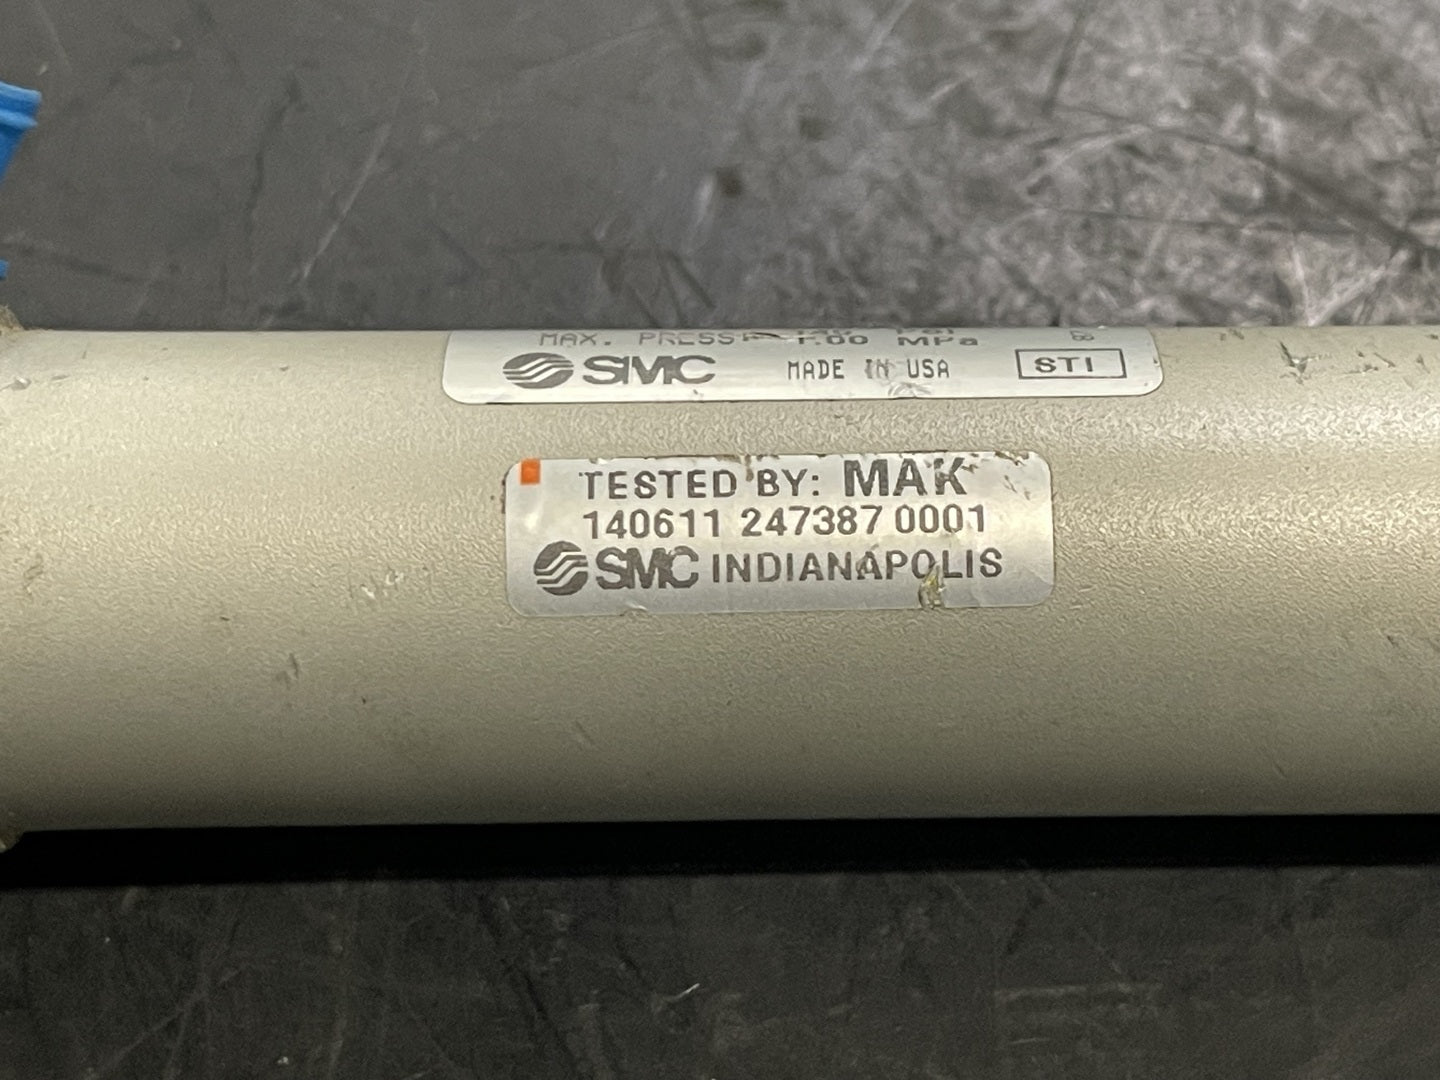 MAX. PRESS 1.00 MPa
SMC MADE IN USA STI
TESTED BY: MAK
140611 247387 0001
SMC INDIANAPOLIS